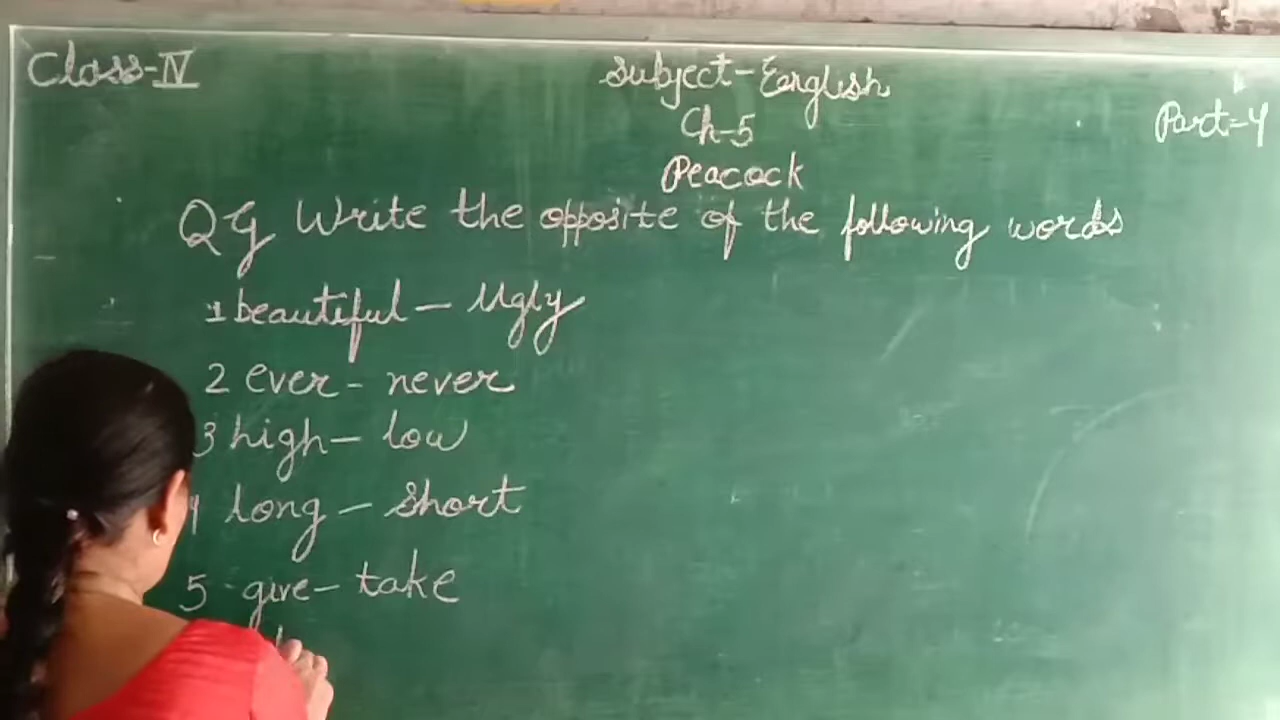 Class-IV
Subject-English
Ch-5
Part-4
Peacock
Q G Write the opposite of the following words
1 beautiful - Ugly
2 ever - never
3 high - low
4 long - short
5 give - take